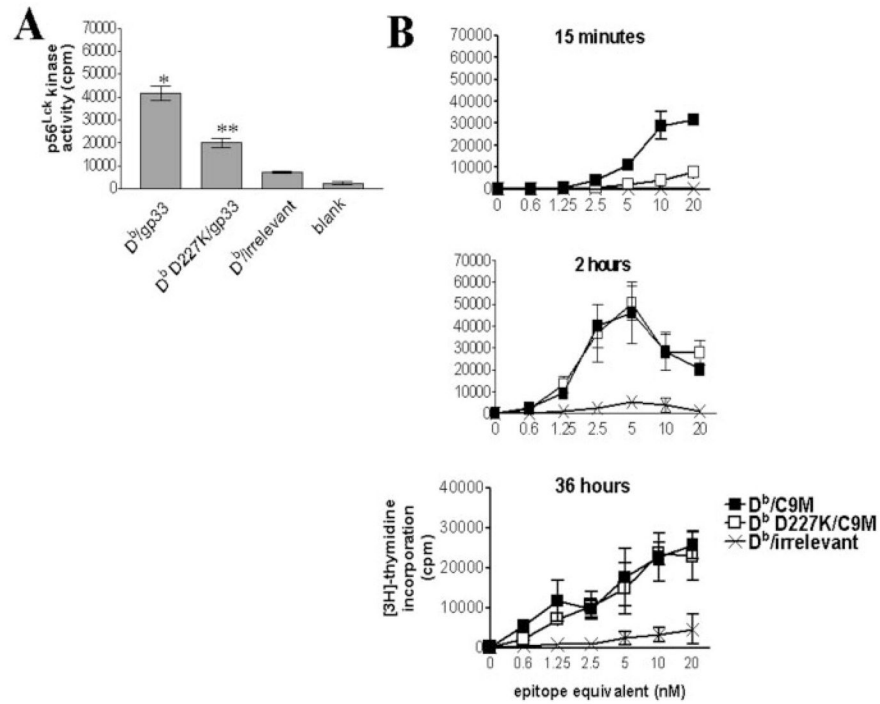 A
70000
60000
50000
40000
30000
20000
10000
0
p56Lck kinase
activity (cpm)
*
**
Db/gp33
Db D227K/gp33
Db/irrelevant
blank
B
15 minutes
70000
60000
50000
40000
30000
20000
10000
0
0 0.6 1.25 2.5 5 10 20
2 hours
70000
60000
50000
40000
30000
20000
10000
0
0 0.6 1.25 2.5 5 10 20
36 hours
40000
30000
20000
10000
0
[3H]-thymidine
incorporation
(cpm)
0 0.6 1.25 2.5 5 10 20
epitope equivalent (nM)
Db/C9M
Db D227K/C9M
Db/irrelevant